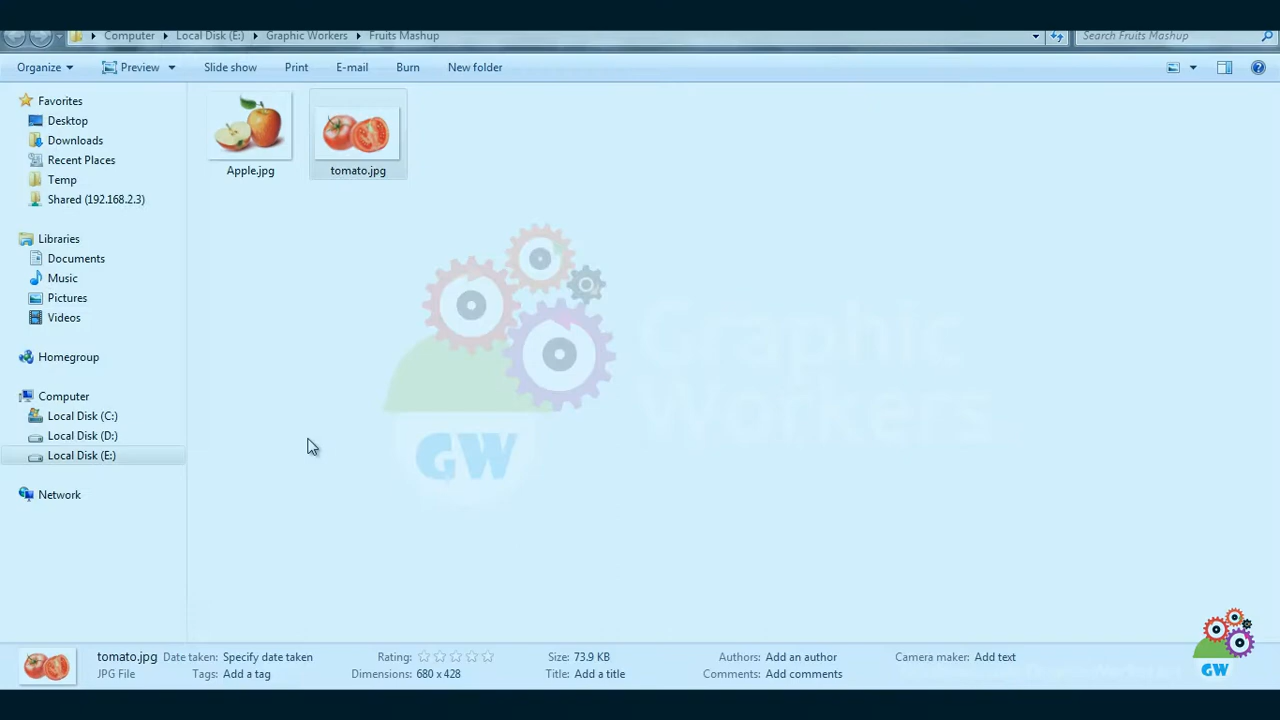 Computer Local Disk (E:) Graphic Workers Fruits Mashup
Search Fruits Mashup
Organize Preview Slide show Print E-mail Burn New folder
Favorites
Desktop
Downloads
Recent Places
Temp
Shared (192.168.2.3)
Libraries
Documents
Music
Pictures
Videos
Homegroup
Computer
Local Disk (C:)
Local Disk (D:)
Local Disk (E:)
Network
Apple.jpg
tomato.jpg
Graphic
Workers
GW
tomato.jpg Date taken: Specify date taken Rating: Size: 73.9 KB Authors: Add an author Camera maker: Add text
JPG File Tags: Add a tag Dimensions: 680 x 428 Title: Add a title Comments: Add comments
GW